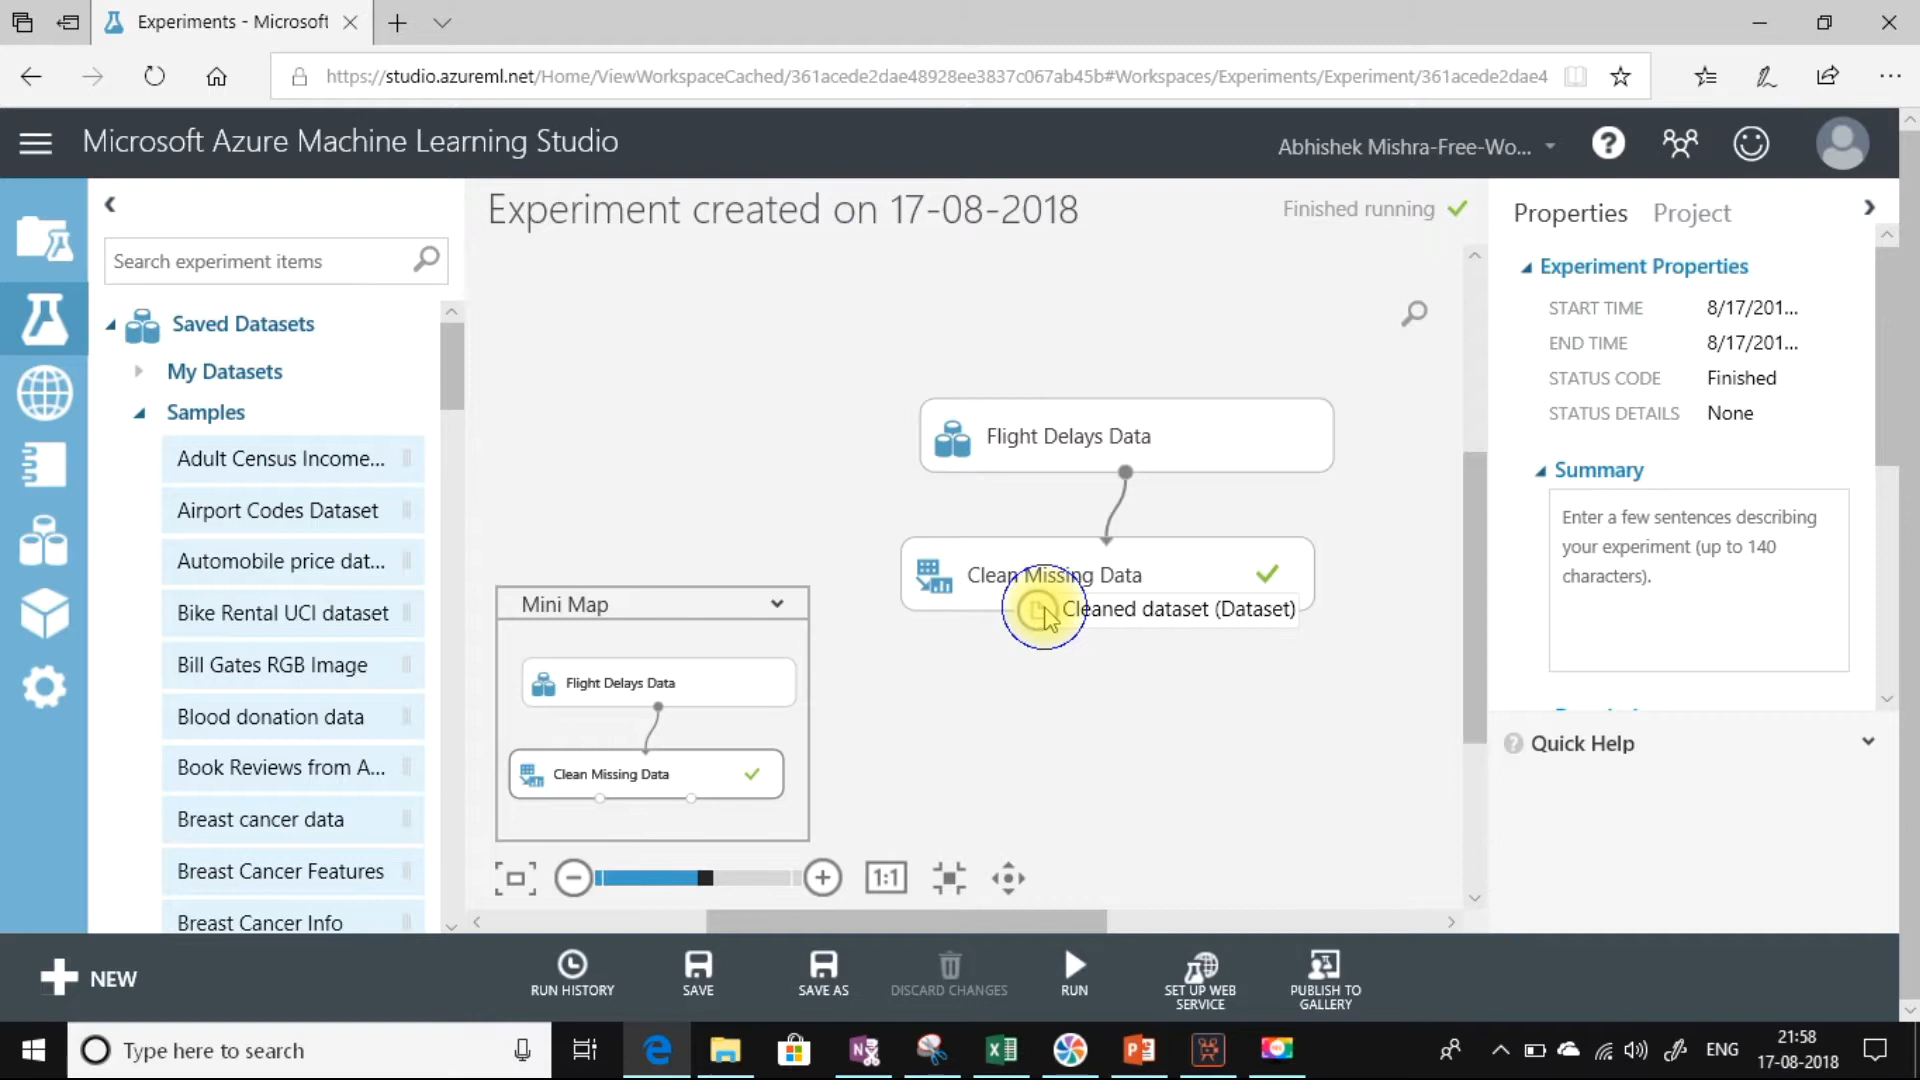 Experiments - Microsoft
https://studio.azureml.net/Home/ViewWorkspaceCached/361acede2dae48928ee3837c067ab45b#Workspaces/Experiments/Experiment/361acede2dae4
Microsoft Azure Machine Learning Studio
Abhishek Mishra-Free-Wo...
Search experiment items
Saved Datasets
My Datasets
Samples
Adult Census Income...
Airport Codes Dataset
Automobile price dat...
Bike Rental UCI dataset
Bill Gates RGB Image
Blood donation data
Book Reviews from A...
Breast cancer data
Breast Cancer Features
Breast Cancer Info
Experiment created on 17-08-2018
Finished running
Flight Delays Data
Clean Missing Data
Cleaned dataset (Dataset)
Mini Map
Flight Delays Data
Clean Missing Data
1:1
Properties Project
Experiment Properties
START TIME 8/17/201...
END TIME 8/17/201...
STATUS CODE Finished
STATUS DETAILS None
Summary
Enter a few sentences describing
your experiment (up to 140
characters).
Quick Help
NEW
RUN HISTORY
SAVE
SAVE AS
DISCARD CHANGES
RUN
SET UP WEB
SERVICE
PUBLISH TO
GALLERY
Type here to search
ENG
21:58
17-08-2018